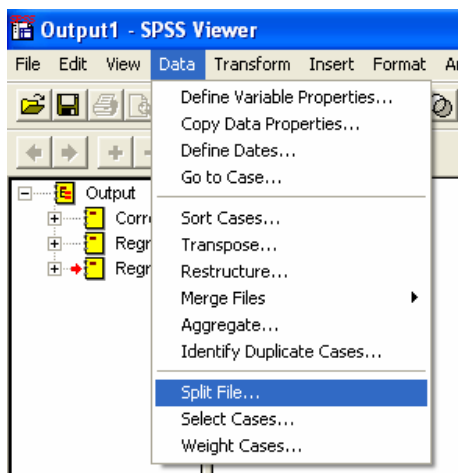 Output1 - SPSS Viewer
File Edit View Data Transform Insert Format
Define Variable Properties...
Copy Data Properties...
Define Dates...
Go to Case...
Output
Sort Cases...
Transpose...
Restructure...
Merge Files
Aggregate...
Identify Duplicate Cases...
Split File...
Select Cases...
Weight Cases...